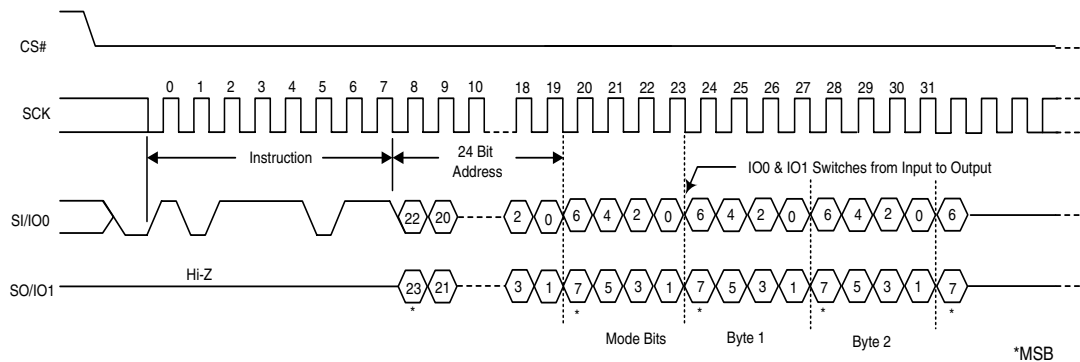 CS#
0 1 2 3 4 5 6 7 8 9 10 18 19 20 21 22 23 24 25 26 27 28 29 30 31
SCK
Instruction
24 Bit
Address
IO0 & IO1 Switches from Input to Output
SI/IO0 22 20 2 0 6 4 2 0 6 4 2 0 6 4 2 0 6
Hi-Z
SO/IO1 23 21 3 1 7 5 3 1 7 5 3 1 7 5 3 1 7
* * * * *
Mode Bits Byte 1 Byte 2
*MSB